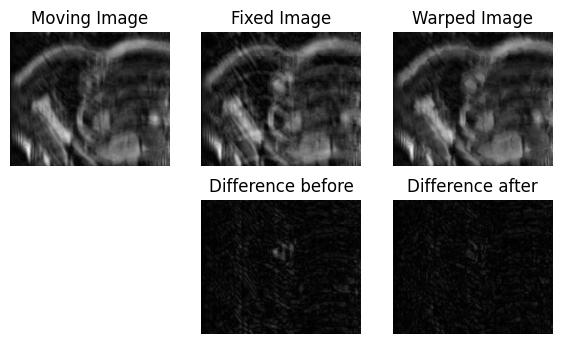 Moving Image
Fixed Image
Warped Image
Difference before
Difference after